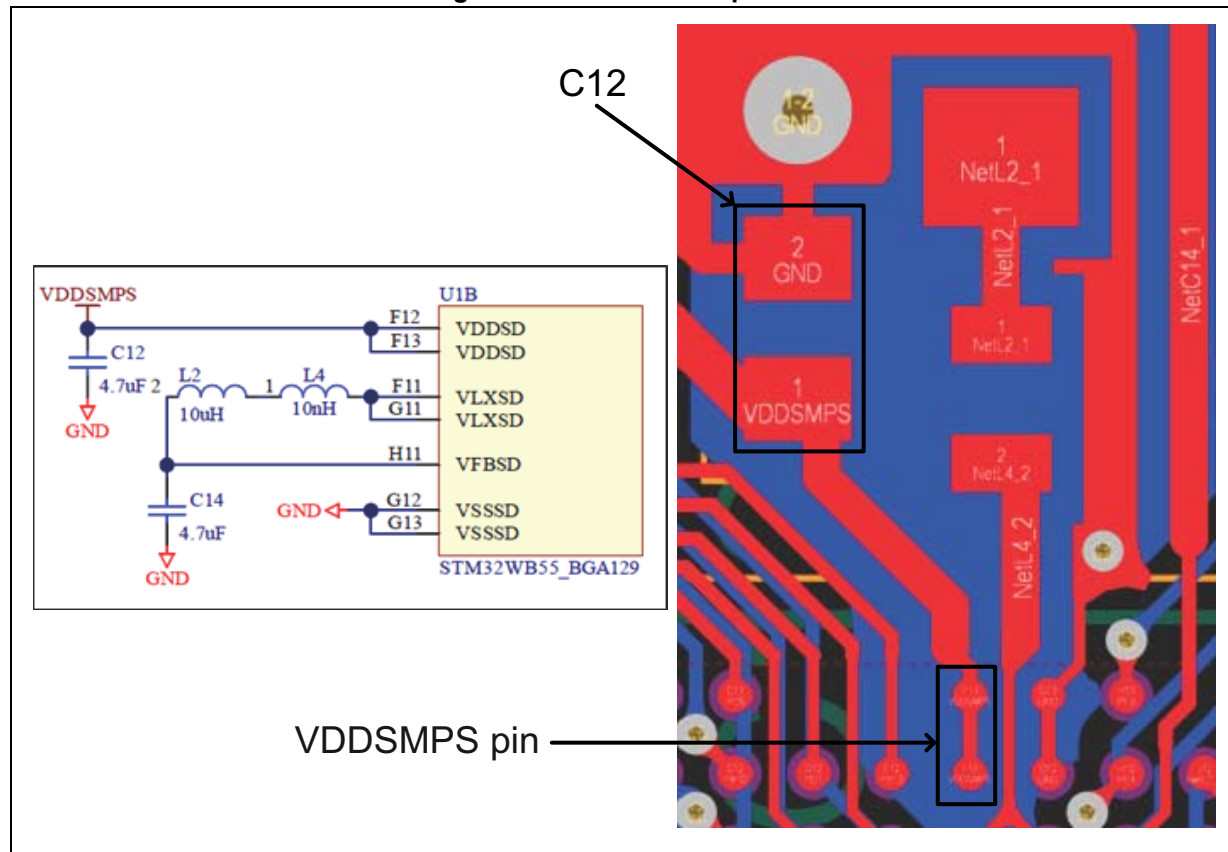 C12
VDDSMPS
U1B
F12 VDDSD
F13 VDDSD
C12
4.7uF
2 L2 1 L4
10uH 10nH
F11 VLXSD
G11 VLXSD
GND
H11 VFBSD
C14
4.7uF
GND
G12 VSSSD
G13 VSSSD
GND
STM32WB55_BGA129
1-2
GND
1
NetL2_1
NetL2_1
2
GND
1
NetL2_1
NetC14_1
1
VDDSMPS
2
NetL4_2
NetL4_2
VDDSMPS pin